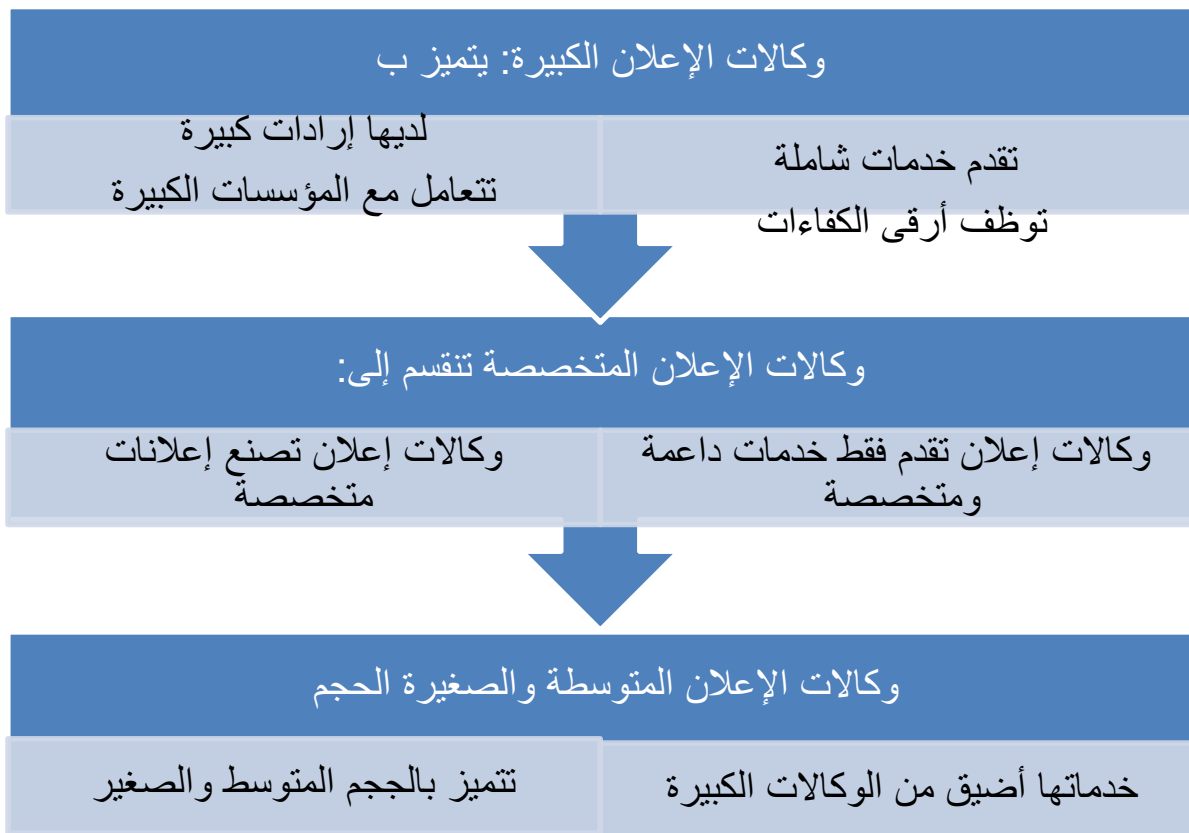 وكالات الإعلان الكبيرة: يتميز ب
تقدم خدمات شاملة
توظف أرقى الكفاءات
لديها إرادات كبيرة
تتعامل مع المؤسسات الكبيرة
وكالات الإعلان المتخصصة تنقسم إلى:
وكالات إعلان تقدم فقط خدمات داعمة
ومتخصصة
وكالات إعلان تصنع إعلانات
متخصصة
وكالات الإعلان المتوسطة والصغيرة الحجم
خدماتها أضيق من الوكالات الكبيرة
تتميز بالججم المتوسط والصغير